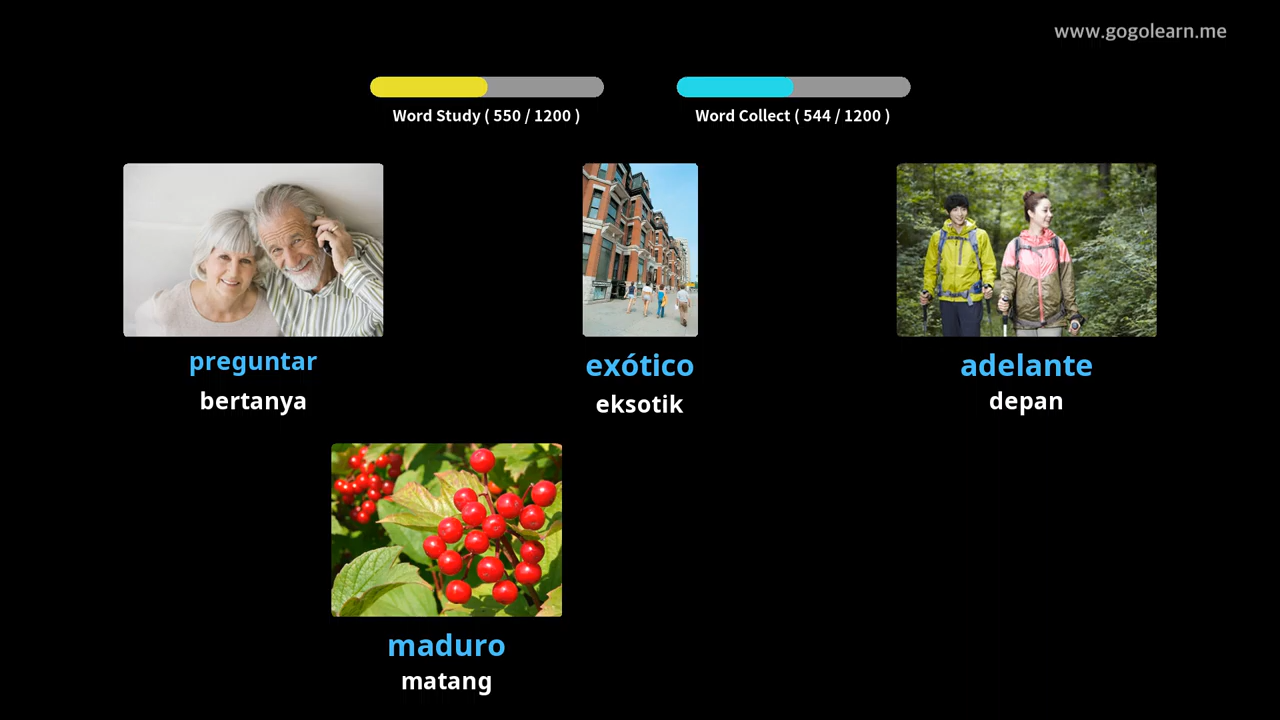 www.gogolearn.me
Word Study ( 550 / 1200 )
Word Collect ( 544 / 1200 )
preguntar
bertanya
exótico
eksotik
adelante
depan
maduro
matang